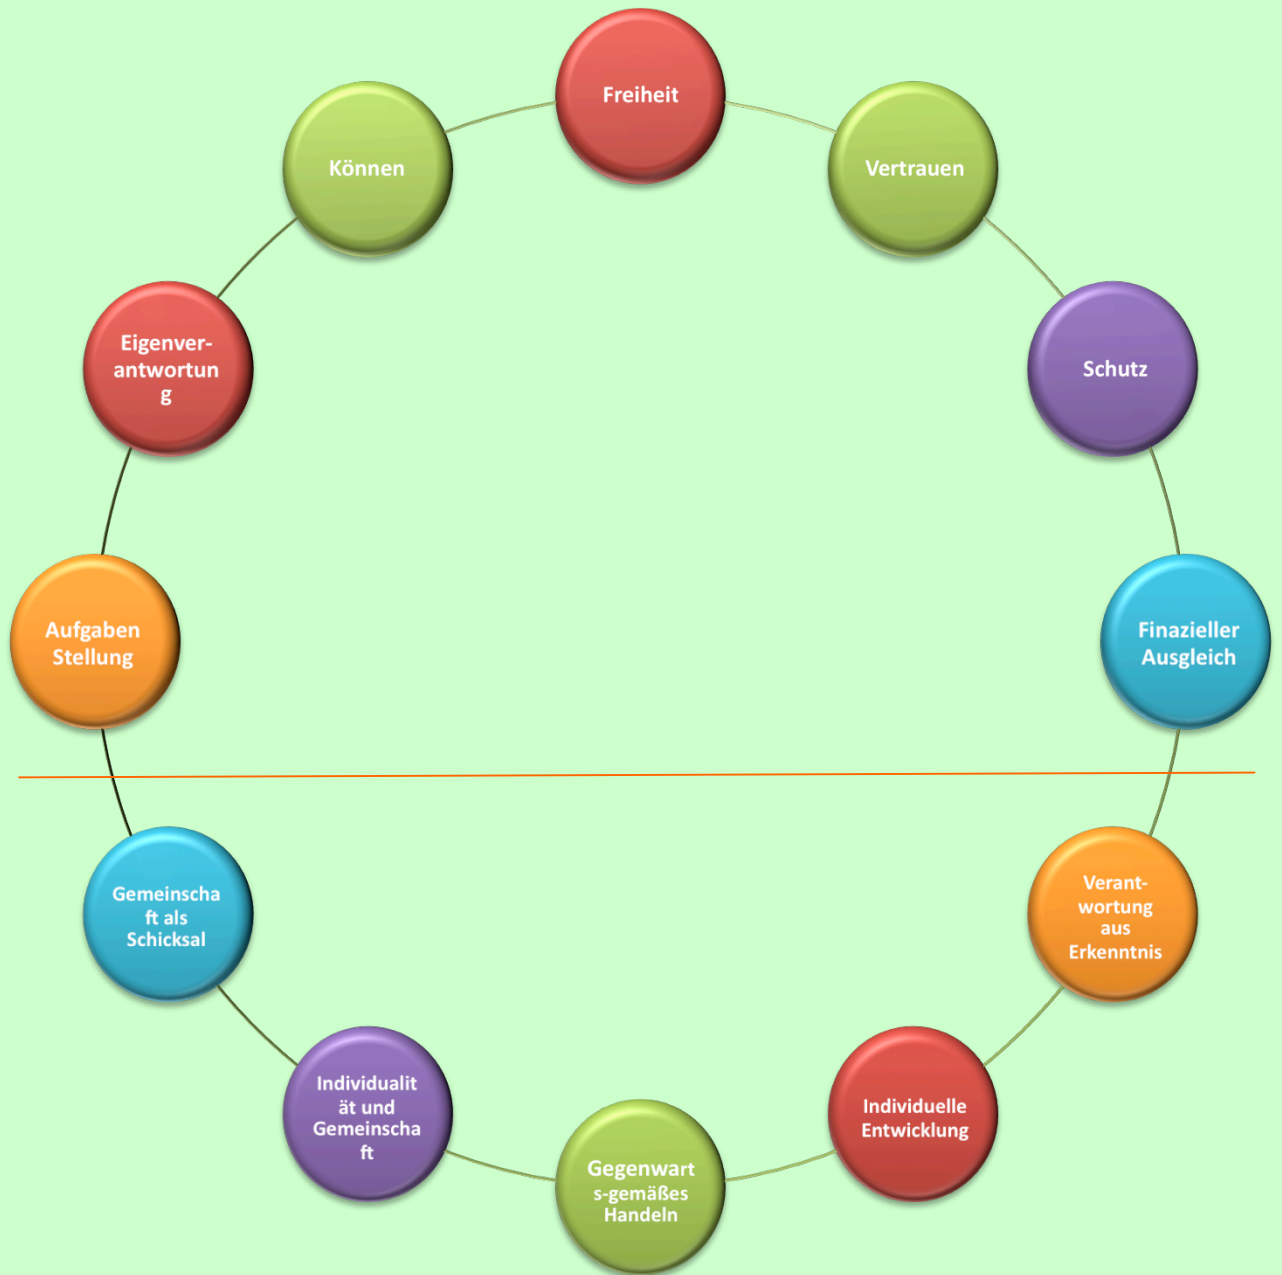 Freiheit
Vertrauen
Schutz
Finazieller
Ausgleich
Verant-
wortung
aus
Erkenntnis
Individuelle
Entwicklung
Gegenwart
s-gemäßes
Handeln
Individualit
ät und
Gemeinscha
ft
Gemeinscha
ft als
Schicksal
Aufgaben
Stellung
Eigenver-
antwortun
g
Können